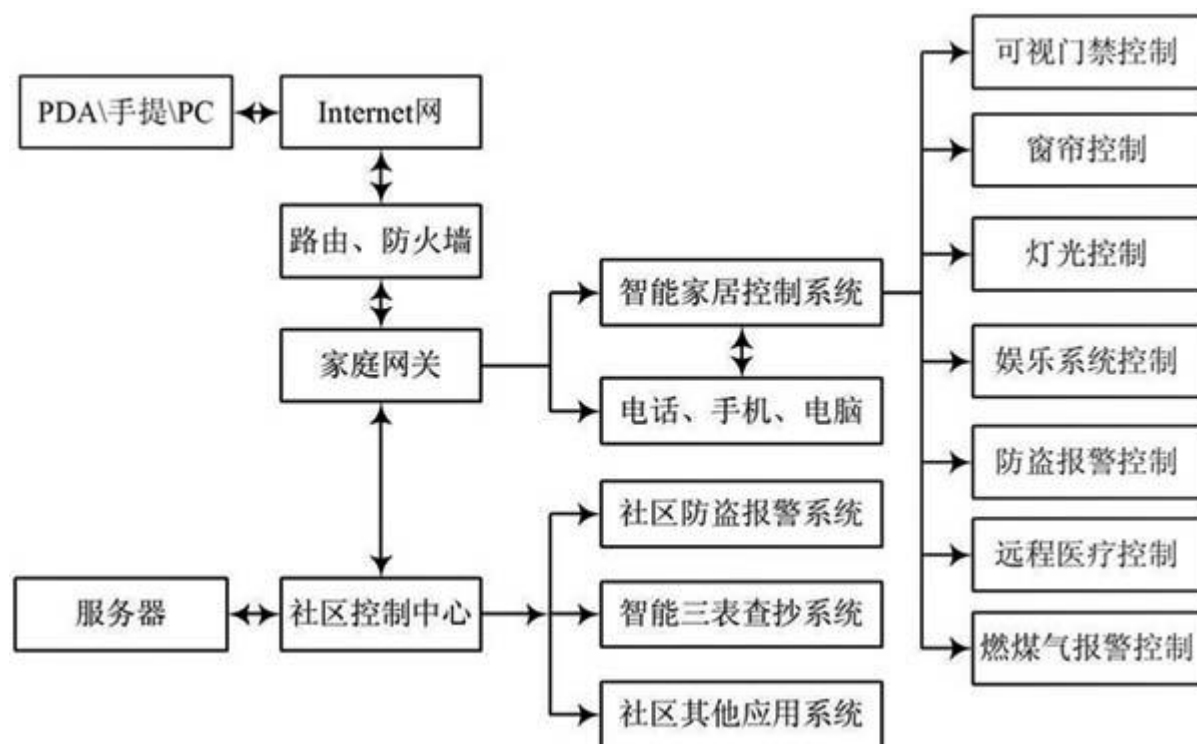 可视门禁控制
PDA\手提\PC
Internet网
窗帘控制
路由、防火墙
灯光控制
智能家居控制系统
家庭网关
娱乐系统控制
电话、手机、电脑
防盗报警控制
社区防盗报警系统
远程医疗控制
服务器
社区控制中心
智能三表查抄系统
燃煤气报警控制
社区其他应用系统